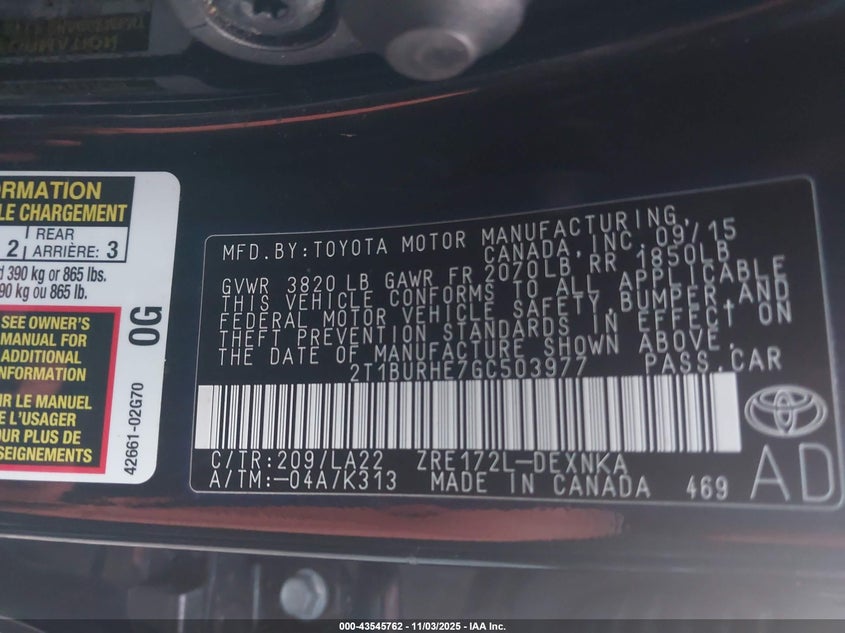 ORMATION
LE CHARGEMENT
2 REAR
ARRIÈRE: 3
d 390 kg or 865 lbs.
90 kg ou 865 lb.
SEE OWNER'S
MANUAL FOR
ADDITIONAL
INFORMATION
IR LE MANUEL
E L'USAGER
OUR PLUS DE
SEIGNEMENTS
0G
42661-02G70
MFD.BY:TOYOTA MOTOR MANUFACTURING,
CANADA,INC.09/15
GVWR 3820 LB GAWR FR 2070LB RR 1850LB
THIS VEHICLE CONFORMS TO ALL APPLICABLE
FEDERAL MOTOR VEHICLE SAFETY,BUMPER,AND
THEFT PREVENTION STANDARDS IN EFFECT ON
THE DATE OF MANUFACTURE SHOWN ABOVE.
2T1BURHE7GC503977 PASS.CAR
C/TR:209/LA22 ZRE172L-DEXNKA
A/TM:-04A/K313 MADE IN CANADA 469
AD
000-43545762 - 11/03/2025 - IAA Inc.